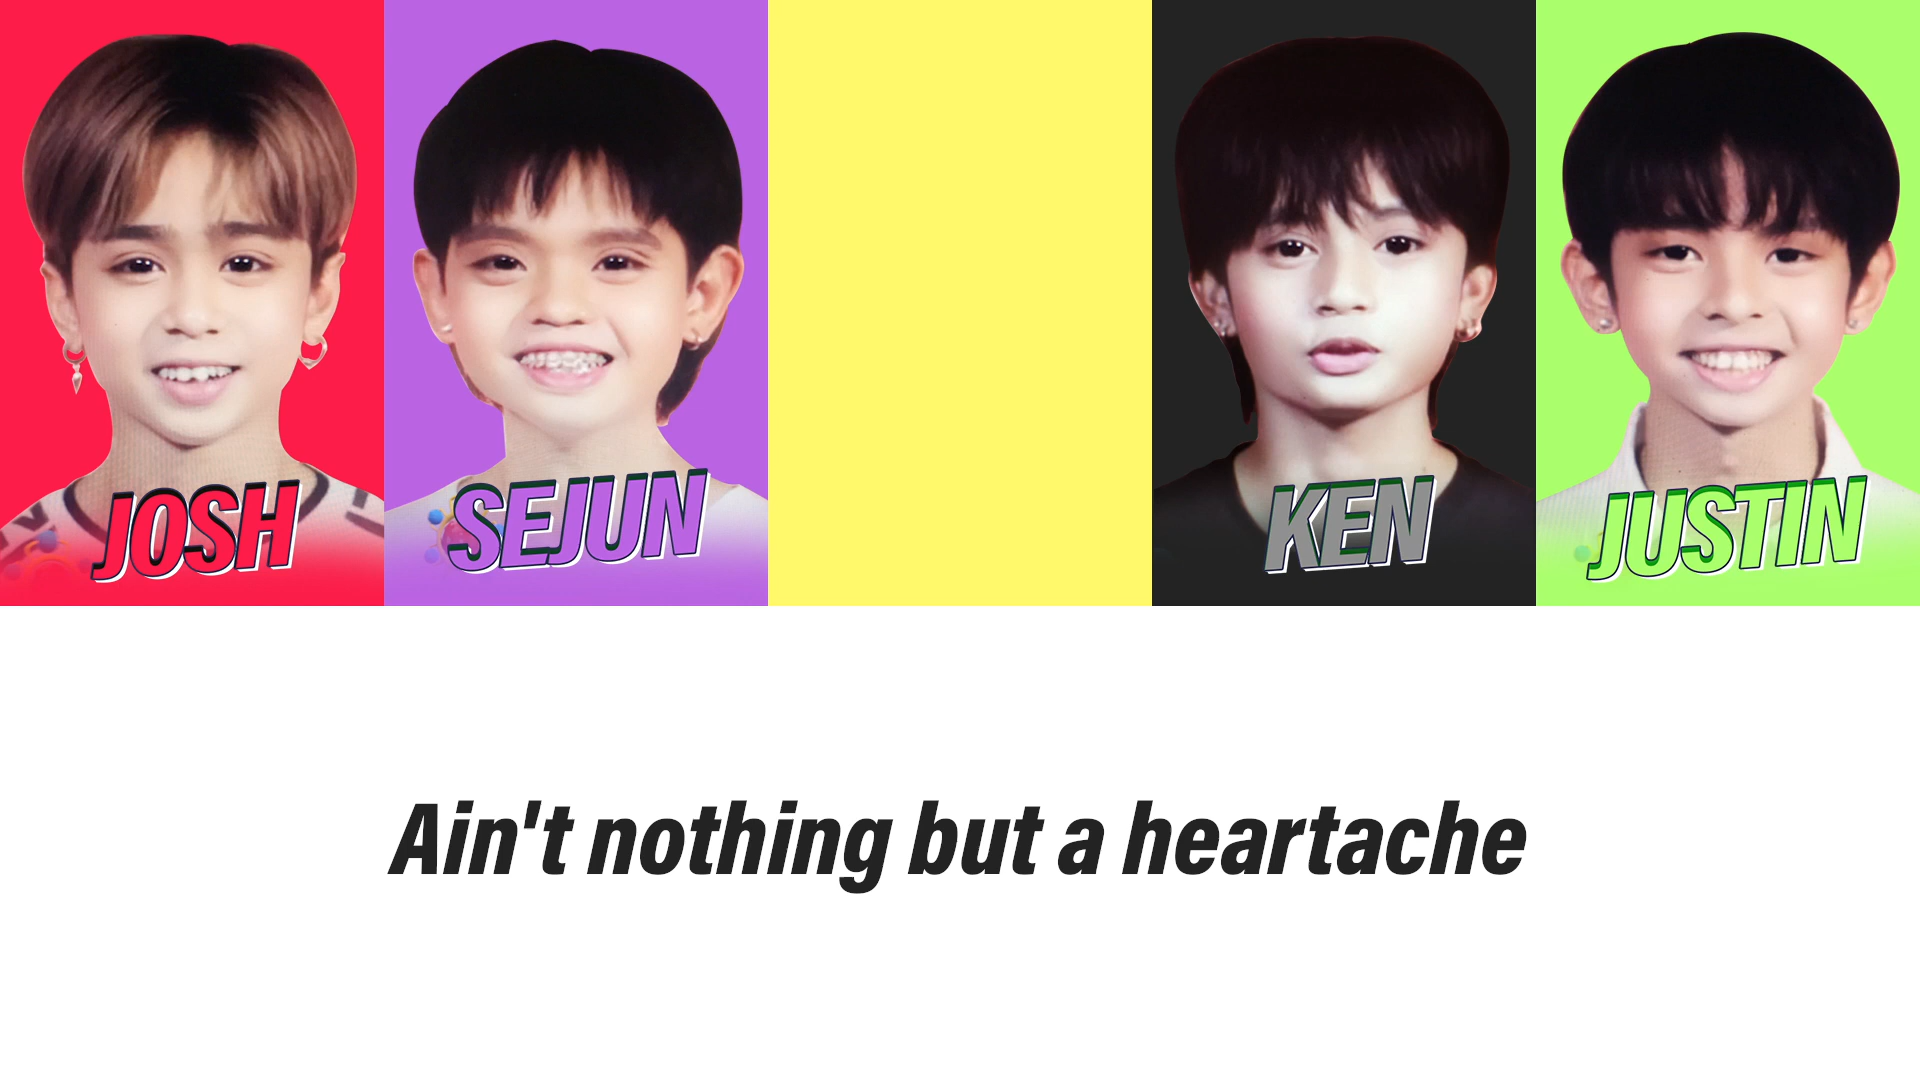 JOSH
SEJUN
KEN
JUSTIN
Ain't nothing but a heartache